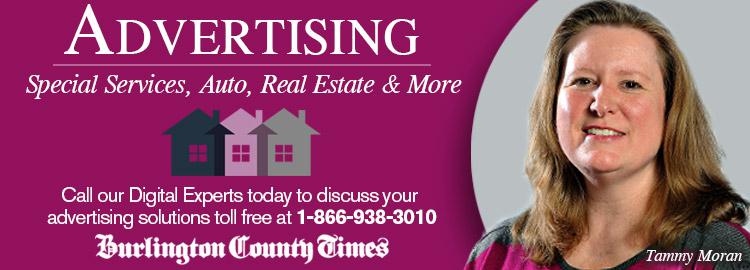 ADVERTISING
Special Services, Auto, Real Estate & More
Call our Digital Experts today to discuss your
advertising solutions toll free at 1-866-938-3010
Burlington County Times
Tammy Moran